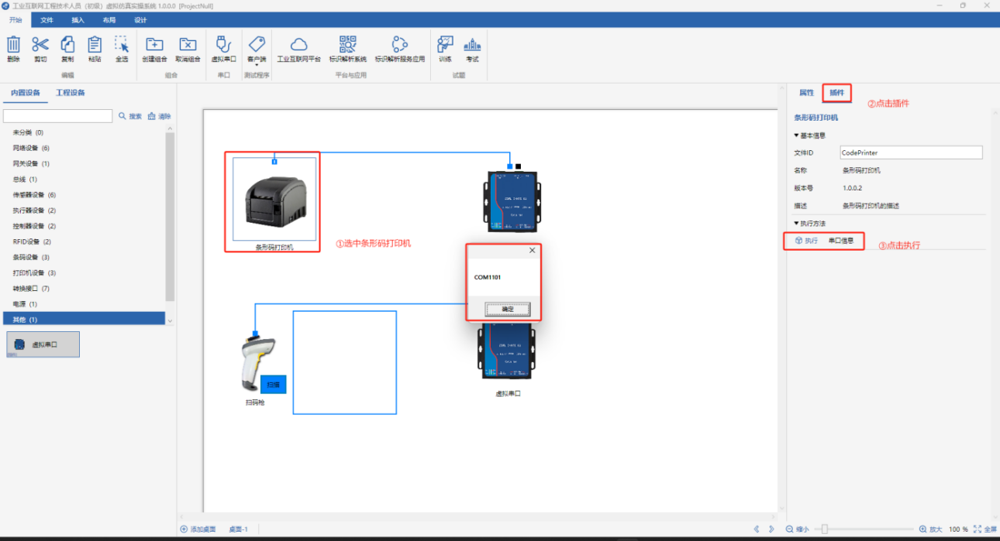 工业互联网工程技术人员（初级）虚拟仿真实操系统 1.0.0.0 [ProjectNull]
开始 文件 插入 布局 设计
删除 剪切 复制 粘贴 全选 创建组合 取消组合 虚拟串口 客户端 工业互联网平台 标识解析系统 标识解析服务应用 训练 考试
编辑 组合 串口 测试程序 平台与应用 试题
内置设备 工程设备
搜索 清除
未分类 (0)
网络设备 (6)
网关设备 (1)
总线 (1)
传感器设备 (6)
执行器设备 (2)
控制器设备 (2)
RFID设备 (2)
条码设备 (3)
打印机设备 (3)
转换接口 (7)
电源 (1)
其他 (1)
虚拟串口
条形码打印机
①选中条形码打印机
COM1101
确定
扫描
扫码枪
虚拟串口
属性 插件
②点击插件
条形码打印机
基本信息
文件ID CodePrinter
名称 条形码打印机
版本号 1.0.0.2
描述 条形码打印机的描述
执行方法
执行 串口信息
③点击执行
添加桌面 桌面-1
缩小 放大 100 % 全屏